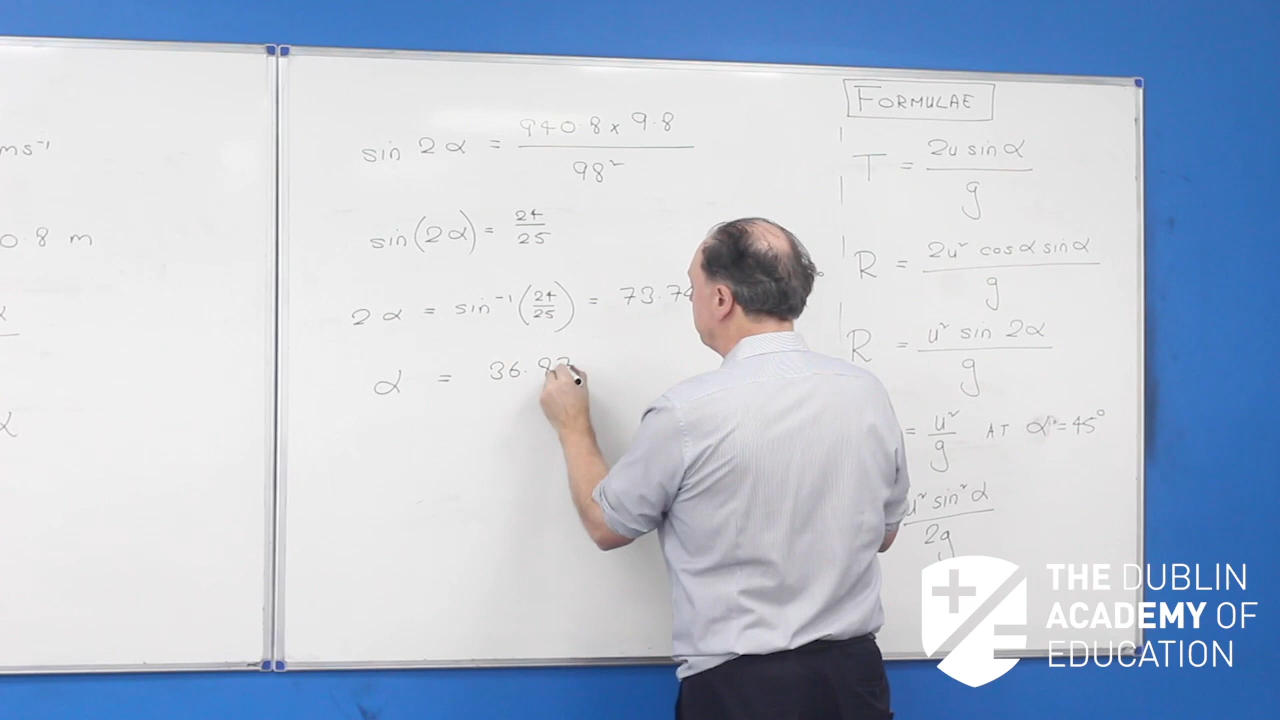 ms⁻¹
0.8 m
α
α
sin 2α = 940.8 x 9.8 / 98²
sin(2α) = 24/25
2α = sin⁻¹(24/25) = 73.74
α = 36.87
FORMULAE
T = 2u sin α / g
R = 2u² cos α sin α / g
R = u² sin 2α / g
= u²/g AT α = 45°
u² sin² α / 2g
THE DUBLIN
ACADEMY OF
EDUCATION